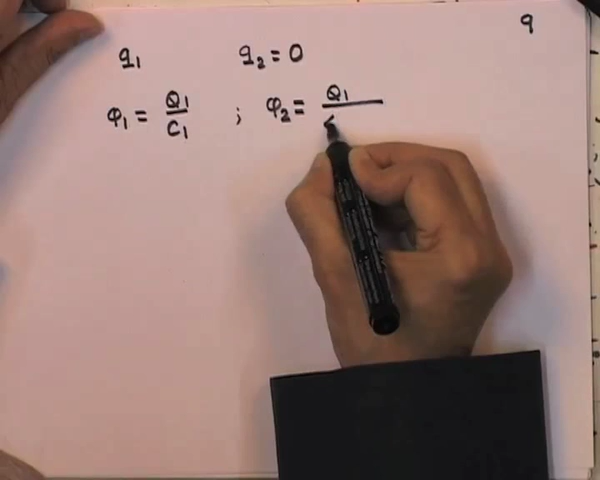 9
q₁ q₂ = 0
φ₁ = Q₁/C₁ ; φ₂ = Q₁/